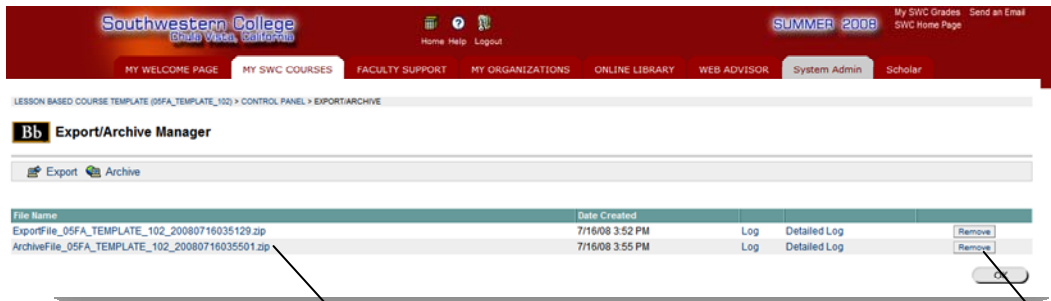 Southwestern College
Chula Vista, California
Home Help Logout
SUMMER 2008
My SWC Grades Send an Email
SWC Home Page
MY WELCOME PAGE MY SWC COURSES FACULTY SUPPORT MY ORGANIZATIONS ONLINE LIBRARY WEB ADVISOR System Admin Scholar
LESSON BASED COURSE TEMPLATE (05FA_TEMPLATE_102) > CONTROL PANEL > EXPORT/ARCHIVE
Bb Export/Archive Manager
Export Archive
File Name Date Created
ExportFile_05FA_TEMPLATE_102_20080716035129.zip 7/16/08 3:52 PM Log Detailed Log Remove
ArchiveFile_05FA_TEMPLATE_102_20080716035501.zip 7/16/08 3:55 PM Log Detailed Log Remove
OK